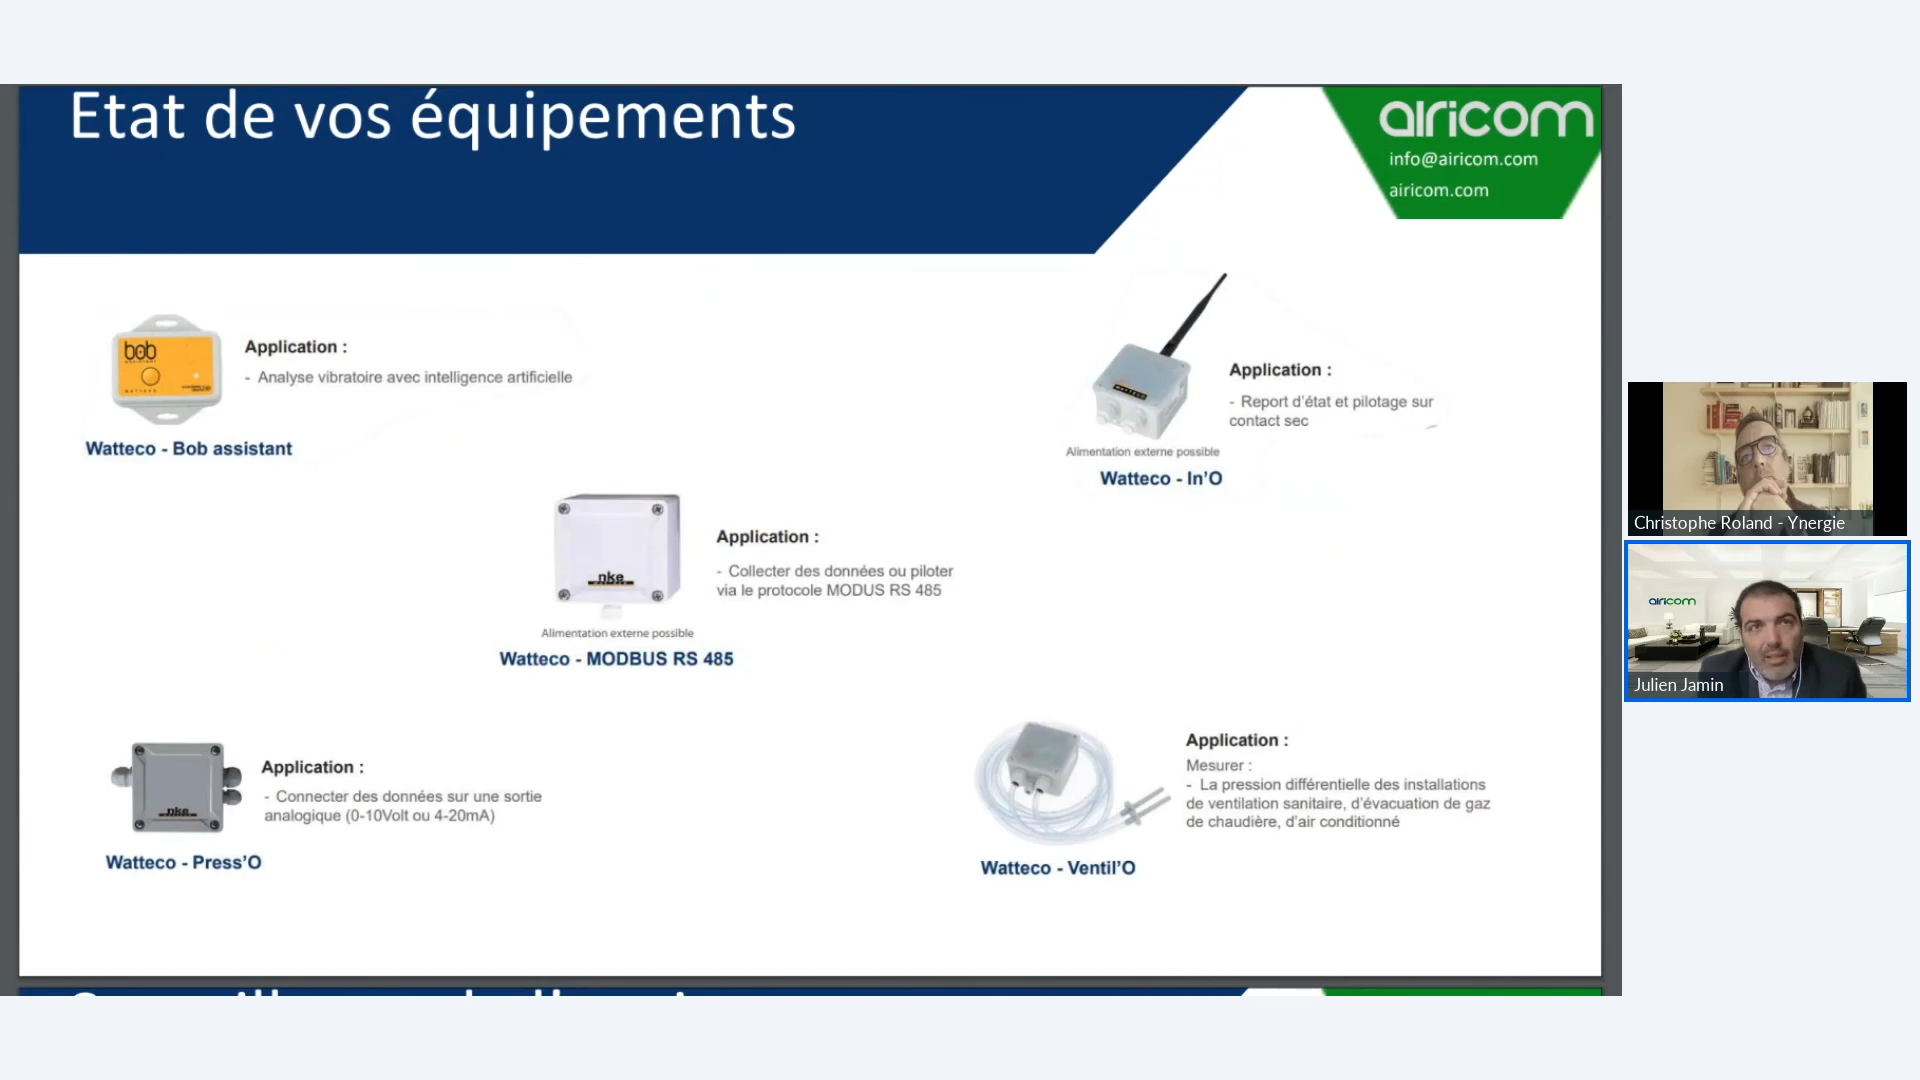 Etat de vos équipements
airicom
info@airicom.com
airicom.com
bob
Application :
- Analyse vibratoire avec intelligence artificielle
Watteco - Bob assistant
Application :
- Report d'état et pilotage sur
contact sec
Alimentation externe possible
Watteco - In'O
nke
Application :
- Collecter des données ou piloter
via le protocole MODUS RS 485
Alimentation externe possible
Watteco - MODBUS RS 485
nke
Application :
- Connecter des données sur une sortie
analogique (0-10Volt ou 4-20mA)
Watteco - Press'O
Application :
Mesurer :
- La pression différentielle des installations
de ventilation sanitaire, d'évacuation de gaz
de chaudière, d'air conditionné
Watteco - Ventil'O
Christophe Roland - Ynergie
airicom
Julien Jamin